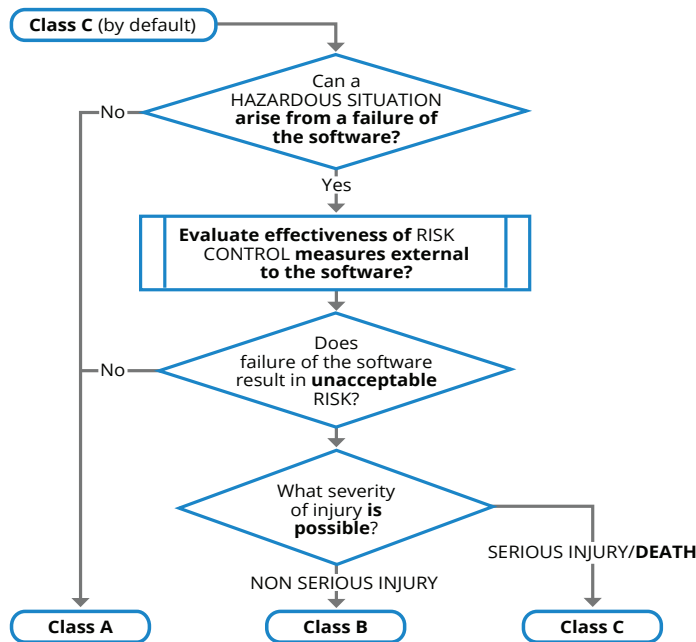 Class C (by default)
Can a
HAZARDOUS SITUATION
arise from a failure of
the software?
No
Yes
Evaluate effectiveness of RISK
CONTROL measures external
to the software?
Does
failure of the software
result in unacceptable
RISK?
No
What severity
of injury is
possible?
SERIOUS INJURY/DEATH
NON SERIOUS INJURY
Class A
Class B
Class C